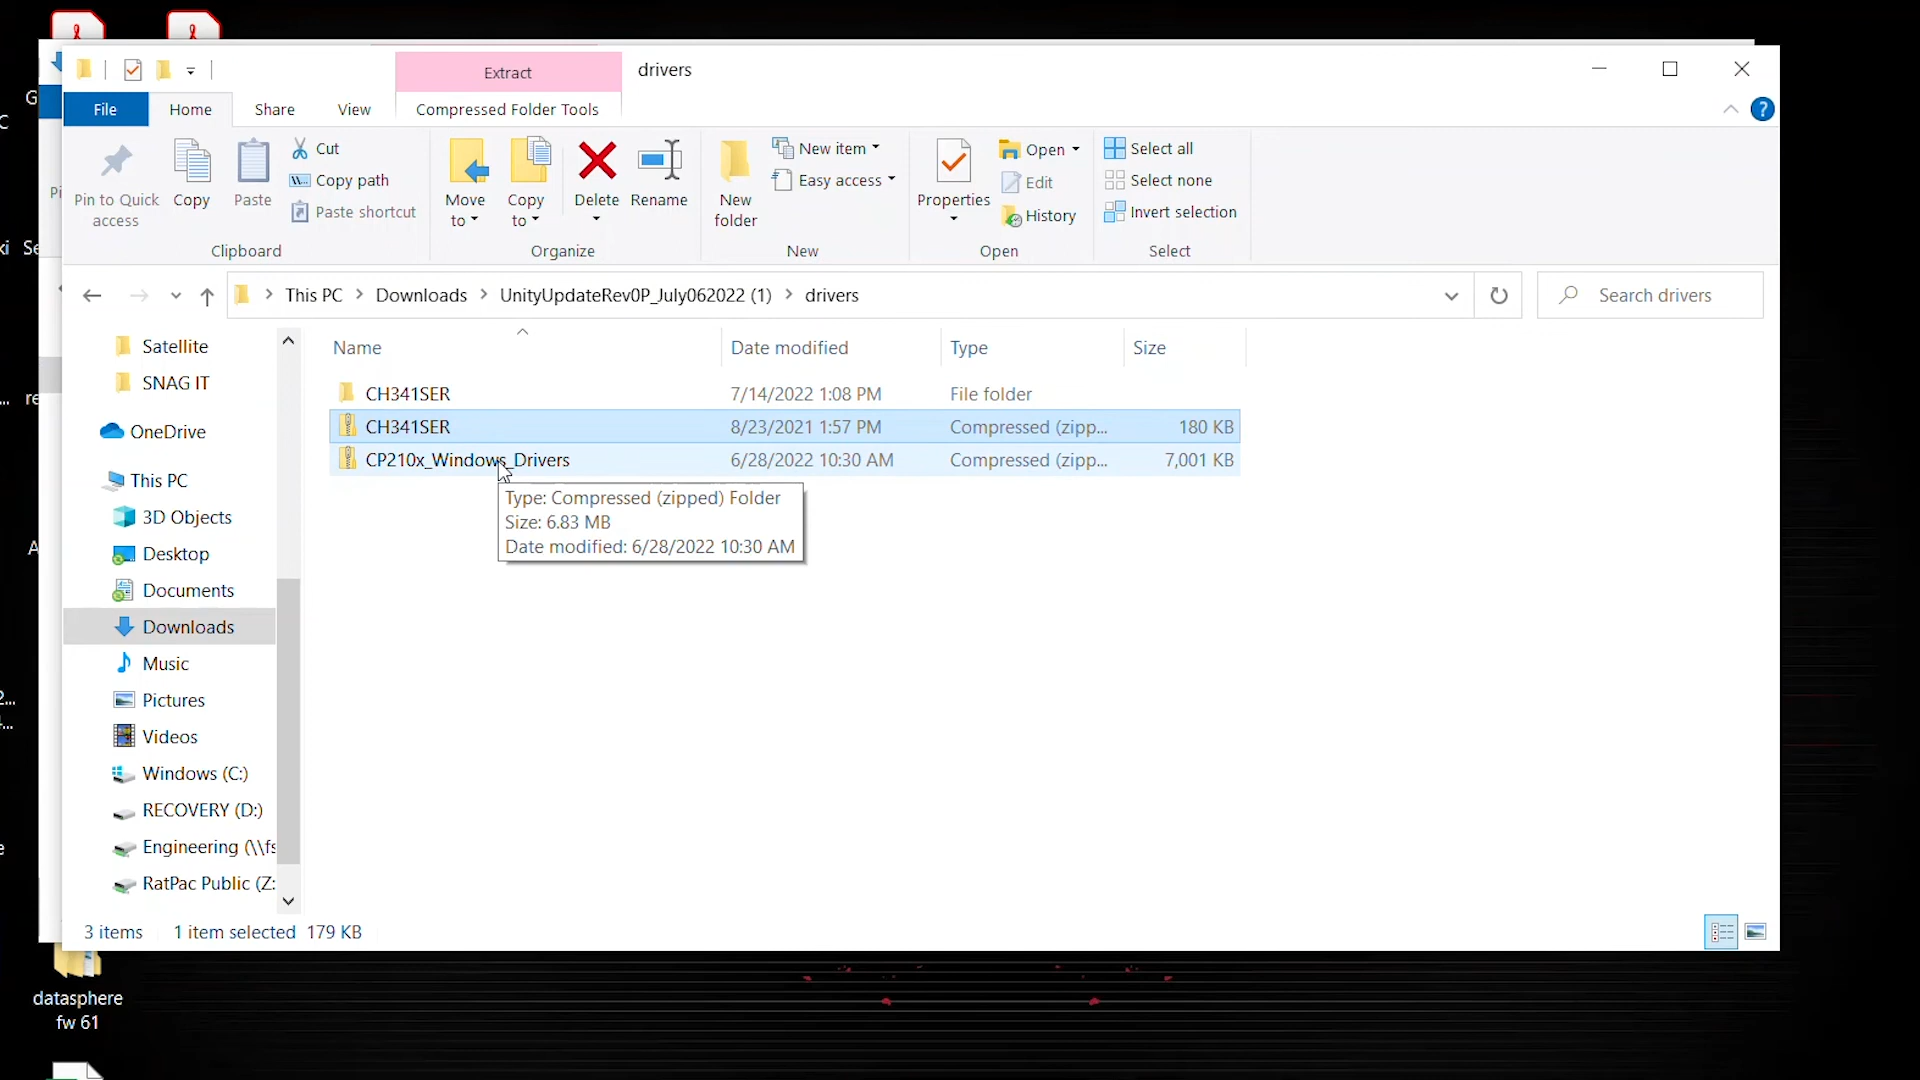 Extract
drivers
File
Home
Share
View
Compressed Folder Tools
?
Pin to Quick
access
Copy
Paste
Cut
Copy path
Paste shortcut
Clipboard
Move
to
Copy
to
Delete
Rename
Organize
New
folder
New item
Easy access
New
Properties
Open
Edit
History
Open
Select all
Select none
Invert selection
Select
This PC > Downloads > UnityUpdateRev0P_July062022 (1) > drivers
Search drivers
Satellite
SNAG IT
OneDrive
This PC
3D Objects
Desktop
Documents
Downloads
Music
Pictures
Videos
Windows (C:)
RECOVERY (D:)
Engineering (\\fs
RatPac Public (Z:
Name Date modified Type Size
CH341SER 7/14/2022 1:08 PM File folder
CH341SER 8/23/2021 1:57 PM Compressed (zipp... 180 KB
CP210x_Windows_Drivers 6/28/2022 10:30 AM Compressed (zipp... 7,001 KB
Type: Compressed (zipped) Folder
Size: 6.83 MB
Date modified: 6/28/2022 10:30 AM
3 items 1 item selected 179 KB
datasphere
fw 61